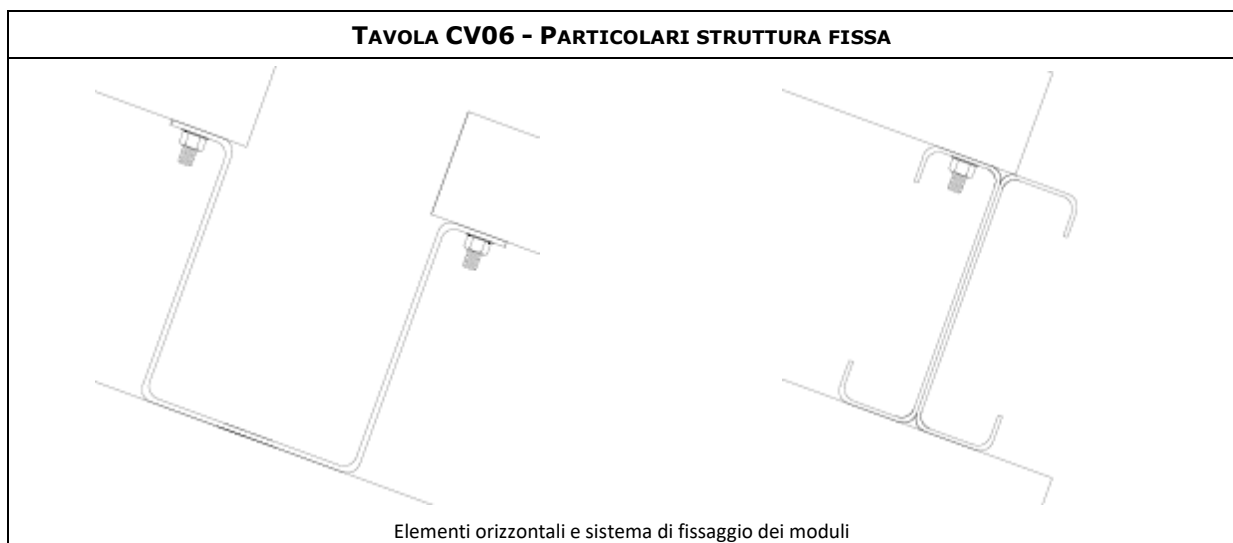 TAVOLA CV06 - PARTICOLARI STRUTTURA FISSA
Elementi orizzontali e sistema di fissaggio dei moduli